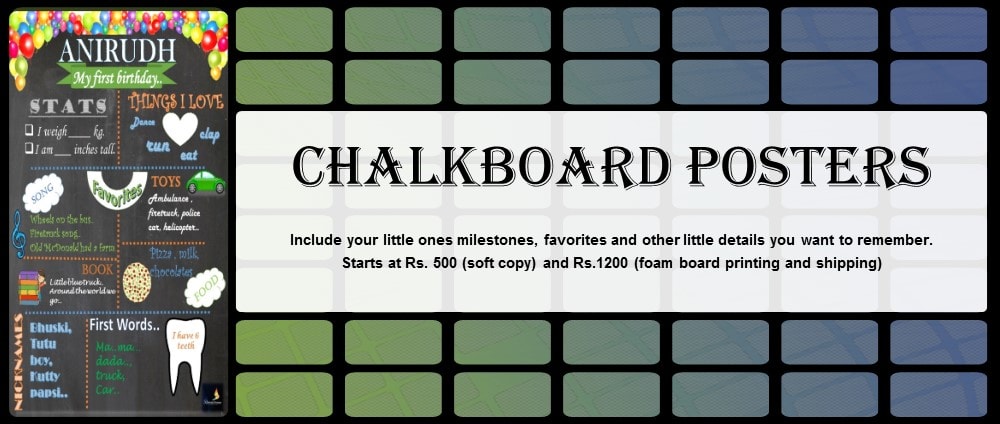 ANIRUDH
My first birthday..
STATS
I weigh ____ kg.
I am ___ inches tall.
THINGS I LOVE
Dance
clap
run
eat
SONG
Favorites
Wheels on the bus..
Firetruck song..
Old McDonald had a farm
TOYS
Ambulance ,
firetruck, police
car, helicopter..
BOOK
Little blue truck,
Around the world we
go..
Pizza , milk,
chocolates
FOOD
NICKNAMES
Bhuski,
Tutu
boy,
Kutty
papsi..
First Words..
Ma..ma...
dada..,
truck,
Car..
I have 6
teeth
CHALKBOARD POSTERS
Include your little ones milestones, favorites and other little details you want to remember.
Starts at Rs. 500 (soft copy) and Rs.1200 (foam board printing and shipping)